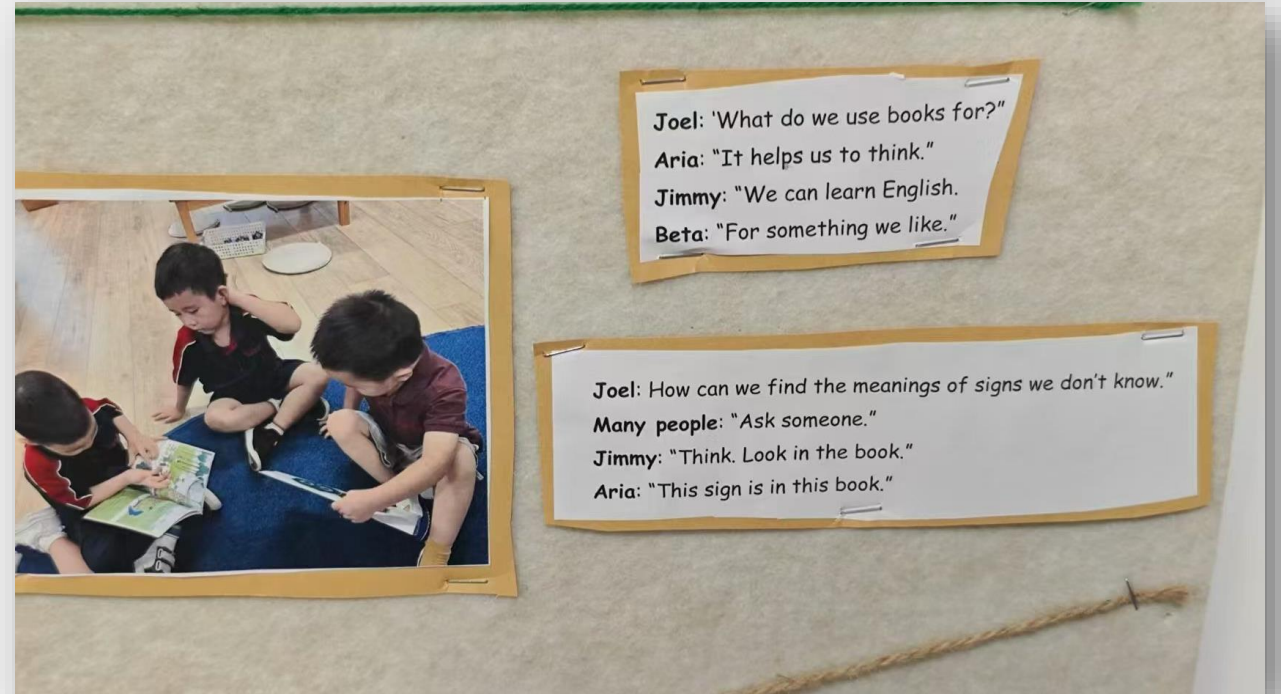 Joel: 'What do we use books for?"
Aria: "It helps us to think."
Jimmy: "We can learn English.
Beta: "For something we like."
Joel: How can we find the meanings of signs we don't know."
Many people: "Ask someone."
Jimmy: "Think. Look in the book."
Aria: "This sign is in this book."